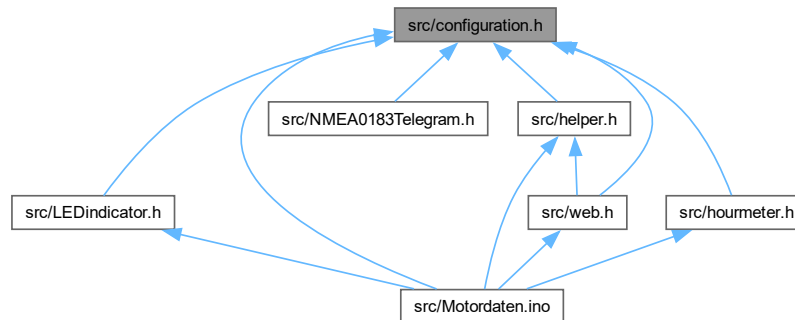 src/configuration.h
src/NMEA0183Telegram.h
src/helper.h
src/LEDindicator.h
src/web.h
src/hourmeter.h
src/Motordaten.ino